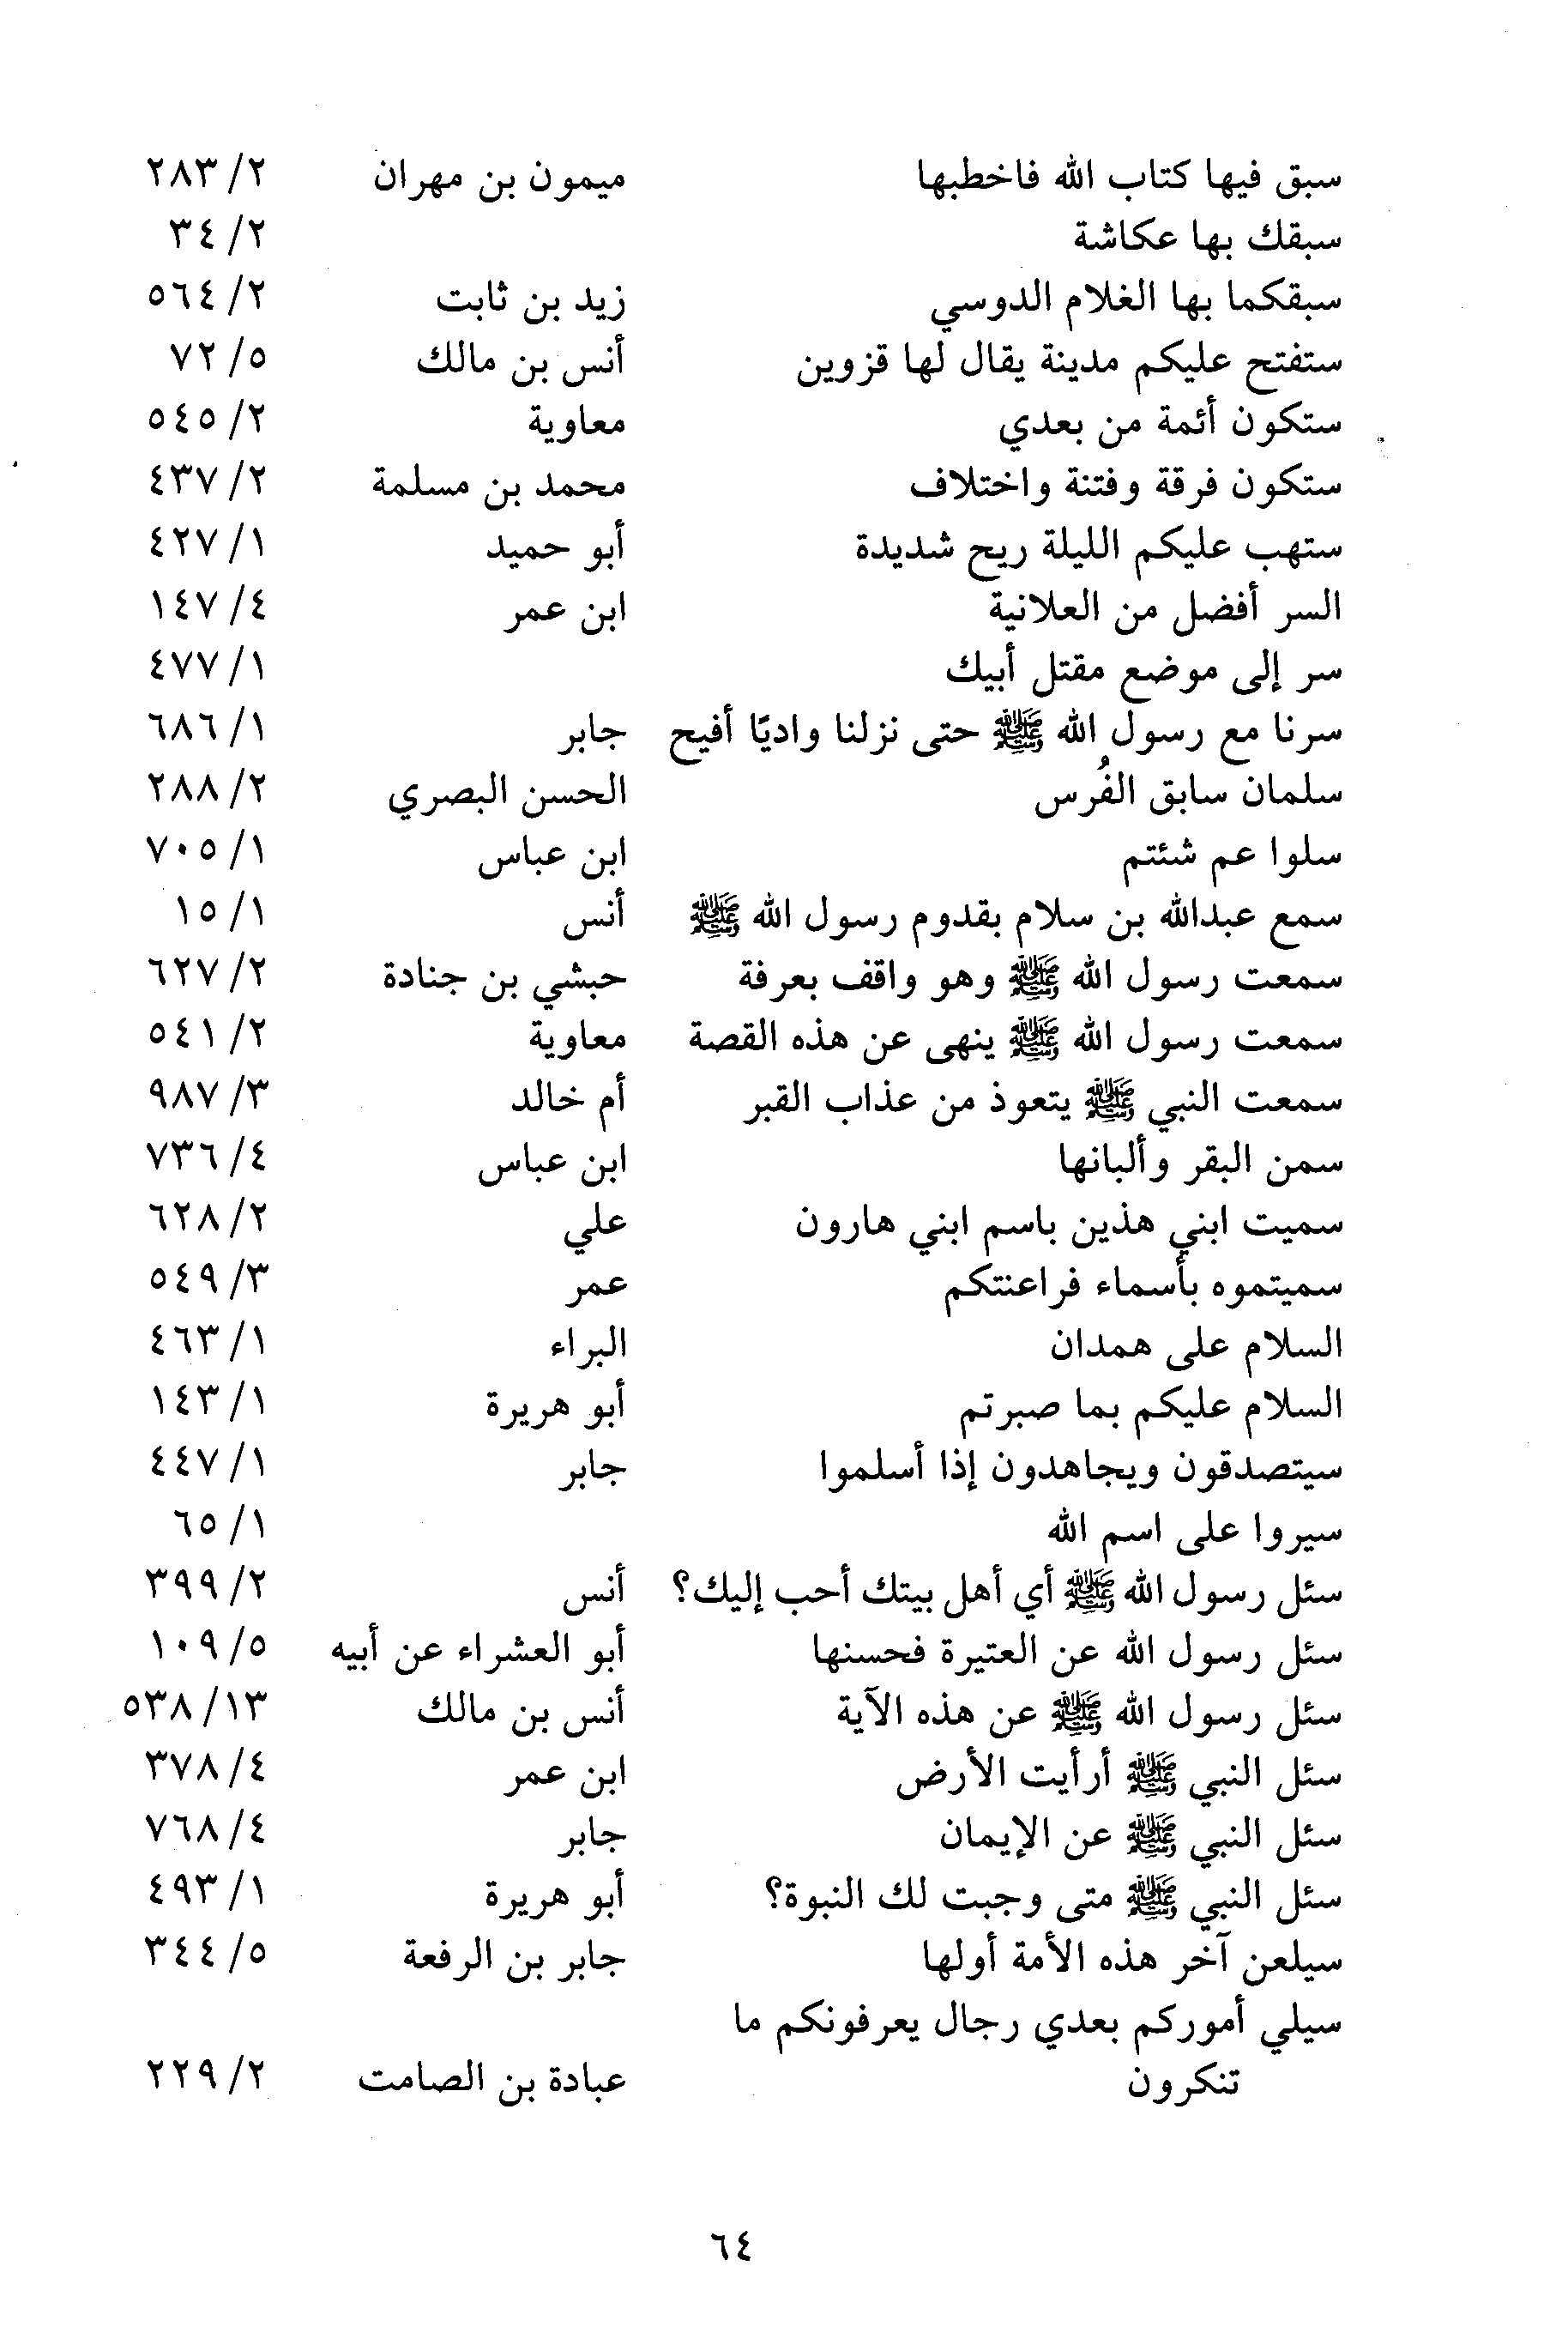 سبق فيها كتاب الله فاخطبها ميمون بن مهران ٢/ ٢٨٣
سبقك بها عكاشة ٢/ ٣٤
سبقكما بها الغلام الدوسي زيد بن ثابت ٢/ ٥٦٤
ستفتح عليكم مدينة يقال لها قزوين أنس بن مالك ٥/ ٧٢
ستكون أئمة من بعدي معاوية ٢/ ٥٤٥
ستكون فرقة وفتنة واختلاف محمد بن مسلمة ٢/ ٤٣٧
ستهب عليكم الليلة ريح شديدة أبو حميد ١/ ٤٢٧
السر أفضل من العلانية ابن عمر ٤/ ١٤٧
سر إلى موضع مقتل أبيك ١/ ٤٧٧
سرنا مع رسول الله ﷺ حتى نزلنا واديًا أفيح جابر ١/ ٦٨٦
سلمان سابق الفُرس الحسن البصري ٢/ ٢٨٨
سلوا عم شئتم ابن عباس ١/ ٧٠٥
سمع عبدالله بن سلام بقدوم رسول الله ﷺ أنس ١/ ١٥
سمعت رسول الله ﷺ وهو واقف بعرفة حبشي بن جنادة ٢/ ٦٢٧
سمعت رسول الله ﷺ ينهى عن هذه القصة معاوية ٢/ ٥٤١
سمعت النبي ﷺ يتعوذ من عذاب القبر أم خالد ٣/ ٩٨٧
سمن البقر وألبانها ابن عباس ٤/ ٧٣٦
سميت ابني هذين باسم ابني هارون علي ٢/ ٦٢٨
سميتموه بأسماء فراعنتكم عمر ٣/ ٥٤٩
السلام على همدان البراء ١/ ٤٦٣
السلام عليكم بما صبرتم أبو هريرة ١/ ١٤٣
سيتصدقون ويجاهدون إذا أسلموا جابر ١/ ٤٤٧
سيروا على اسم الله ١/ ٦٥
سئل رسول الله ﷺ أي أهل بيتك أحب إليك؟ أنس ٢/ ٣٩٩
سئل رسول الله عن العتيرة فحسنها أبو العشراء عن أبيه ٥/ ١٠٩
سئل رسول الله ﷺ عن هذه الآية أنس بن مالك ١٣/ ٥٣٨
سئل النبي ﷺ أرأيت الأرض ابن عمر ٤/ ٣٧٨
سئل النبي ﷺ عن الإيمان جابر ٤/ ٧٦٨
سئل النبي ﷺ متى وجبت لك النبوة؟ أبو هريرة ١/ ٤٩٣
سيلعن آخر هذه الأمة أولها جابر بن الرفعة ٥/ ٣٤٤
سيلي أموركم بعدي رجال يعرفونكم ما
تنكرون عبادة بن الصامت ٢/ ٢٢٩
٦٤